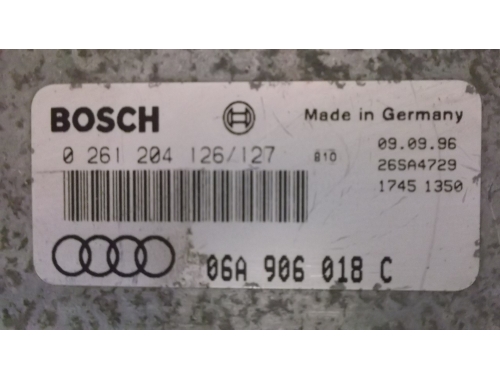 BOSCH Made in Germany
0 261 204 126/127 810 09.09.96
26SA4729
1745 1350
06A 906 018 C